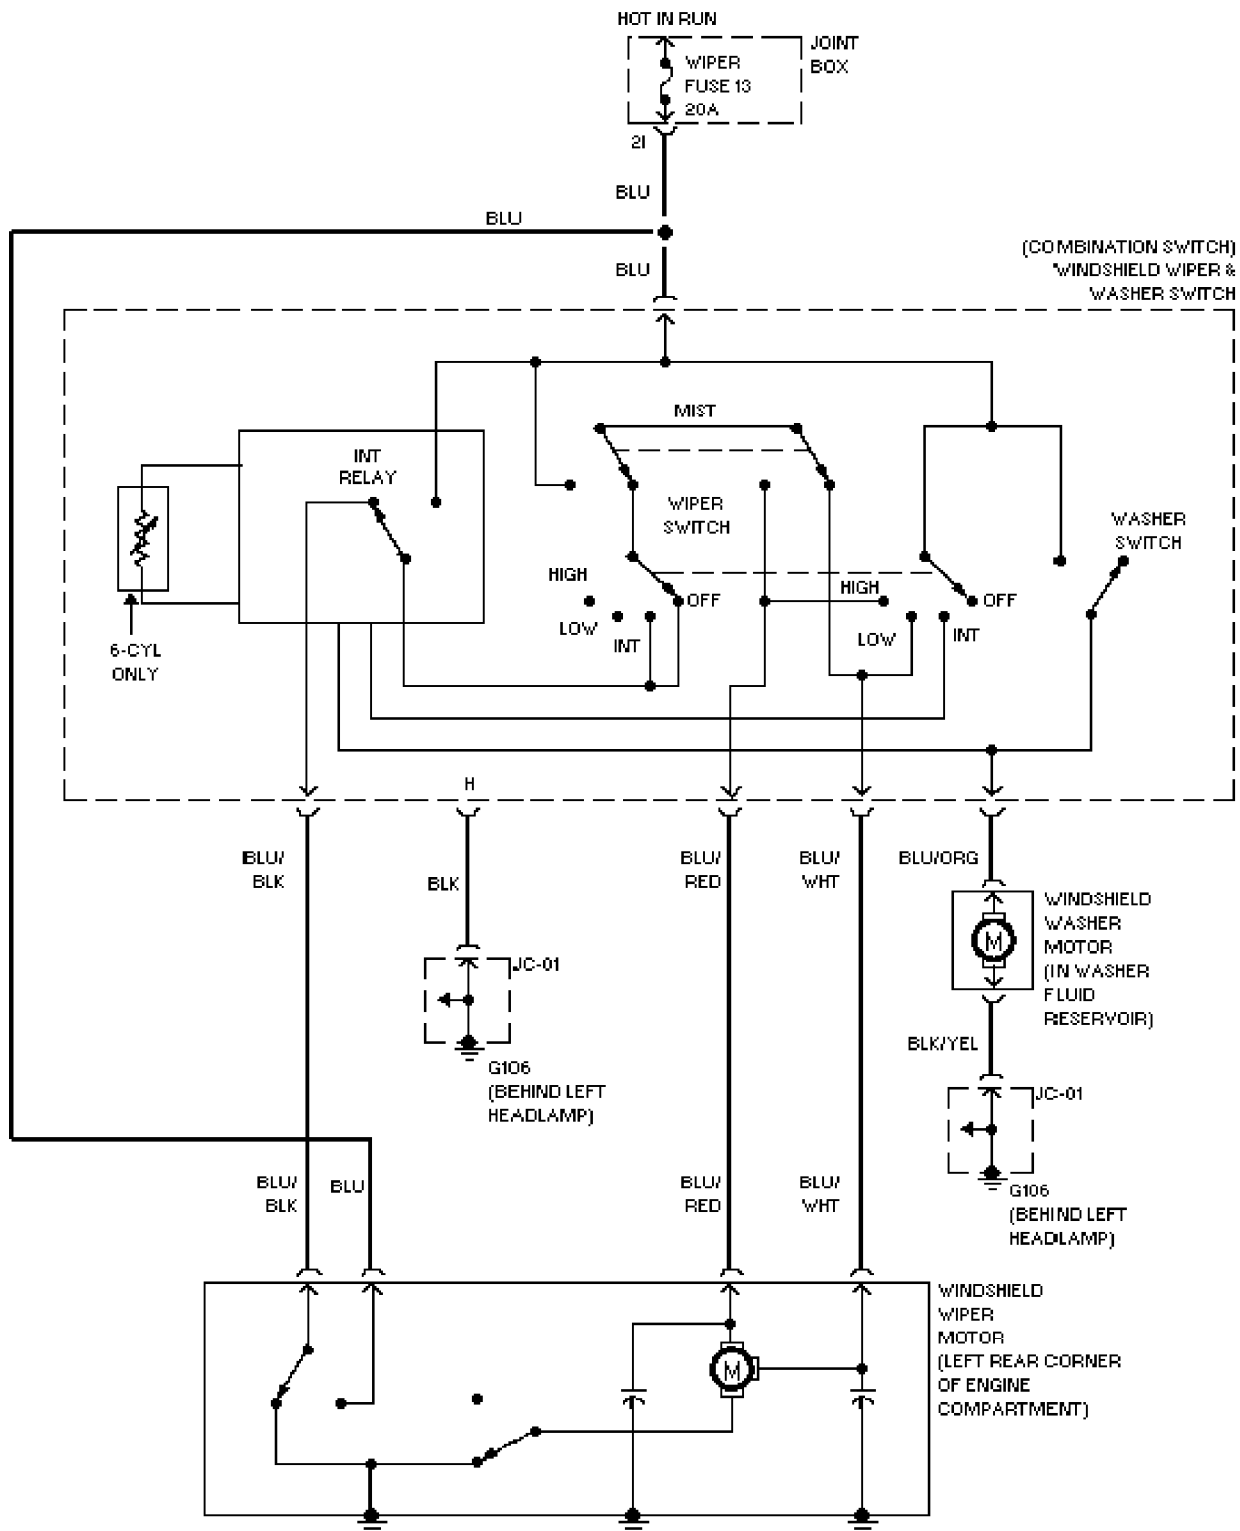 HOT IN RUN
JOINT
BOX
WIPER
FUSE 13
20A
2I
BLU
BLU
BLU
(COMBINATION SWITCH)
WINDSHIELD WIPER &
WASHER SWITCH
MIST
INT
RELAY
WIPER
SWITCH
WASHER
SWITCH
HIGH
OFF
HIGH
OFF
LOW
INT
LOW
INT
6-CYL
ONLY
H
BLU/
BLK
BLK
BLU/
RED
BLU/
WHT
BLU/ORG
WINDSHIELD
WASHER
MOTOR
(IN WASHER
FLUID
RESERVOIR)
M
JC-01
G106
(BEHIND LEFT
HEADLAMP)
BLK/YEL
JC-01
G106
(BEHIND LEFT
HEADLAMP)
BLU/
BLK
BLU
BLU/
RED
BLU/
WHT
WINDSHIELD
WIPER
MOTOR
(LEFT REAR CORNER
OF ENGINE
COMPARTMENT)
M